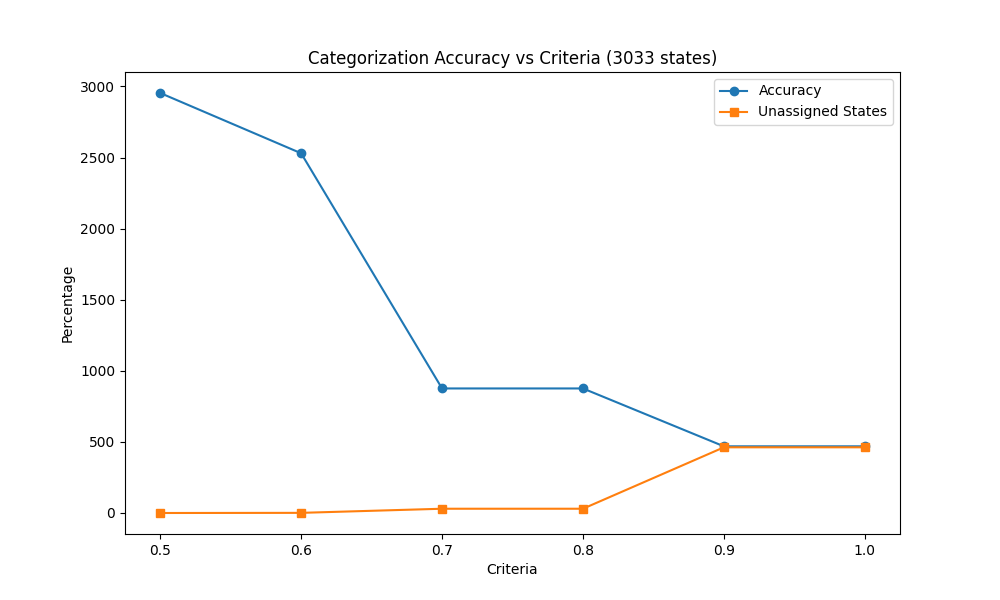 Categorization Accuracy vs Criteria (3033 states)
Accuracy
Unassigned States
Percentage
3000
2500
2000
1500
1000
500
0
0.5 0.6 0.7 0.8 0.9 1.0
Criteria